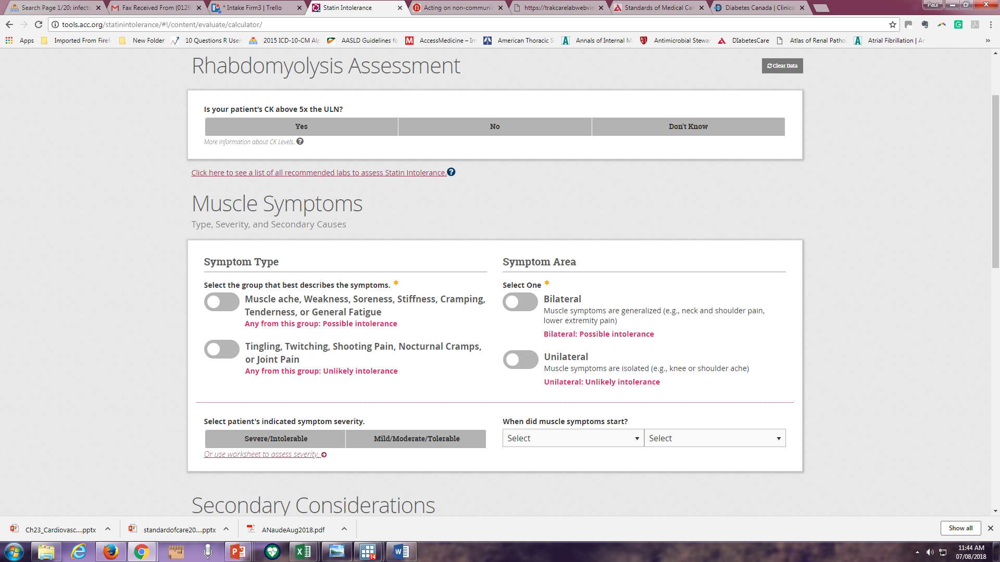 Search Page 1/20: infecti
Fax Received From (0126
* Intake Firm3 | Trello
Statin Intolerance
Acting on non-communic
https://trakcarelabwebvie
Standards of Medical Car
Diabetes Canada | Clinica
Paul
tools.acc.org/statinintolerance/#!/content/evaluate/calculator/
Apps
Imported From Firef
New Folder
10 Questions R User
2015 ICD-10-CM Alp
AASLD Guidelines fo
AccessMedicine – In
American Thoracic S
Annals of Internal M
Antimicrobial Stewar
DIabetesCare
Atlas of Renal Patho
Atrial Fibrillation | An
»
Rhabdomyolysis Assessment
Clear Data
Is your patient's CK above 5x the ULN?
Yes
No
Don't Know
More information about CK Levels. ?
Click here to see a list of all recommended labs to assess Statin Intolerance. ?
Muscle Symptoms
Type, Severity, and Secondary Causes
Symptom Type
Select the group that best describes the symptoms. *
Muscle ache, Weakness, Soreness, Stiffness, Cramping,
Tenderness, or General Fatigue
Any from this group: Possible intolerance
Tingling, Twitching, Shooting Pain, Nocturnal Cramps,
or Joint Pain
Any from this group: Unlikely intolerance
Symptom Area
Select One *
Bilateral
Muscle symptoms are generalized (e.g., neck and shoulder pain,
lower extremity pain)
Bilateral: Possible intolerance
Unilateral
Muscle symptoms are isolated (e.g., knee or shoulder ache)
Unilateral: Unlikely intolerance
Select patient's indicated symptom severity.
Severe/Intolerable
Mild/Moderate/Tolerable
Or use worksheet to assess severity.
When did muscle symptoms start?
Select
Select
Secondary Considerations
Ch23_Cardiovasc....pptx
standardofcare20....pptx
ANaudeAug2018.pdf
Show all
14
11:44 AM
07/08/2018